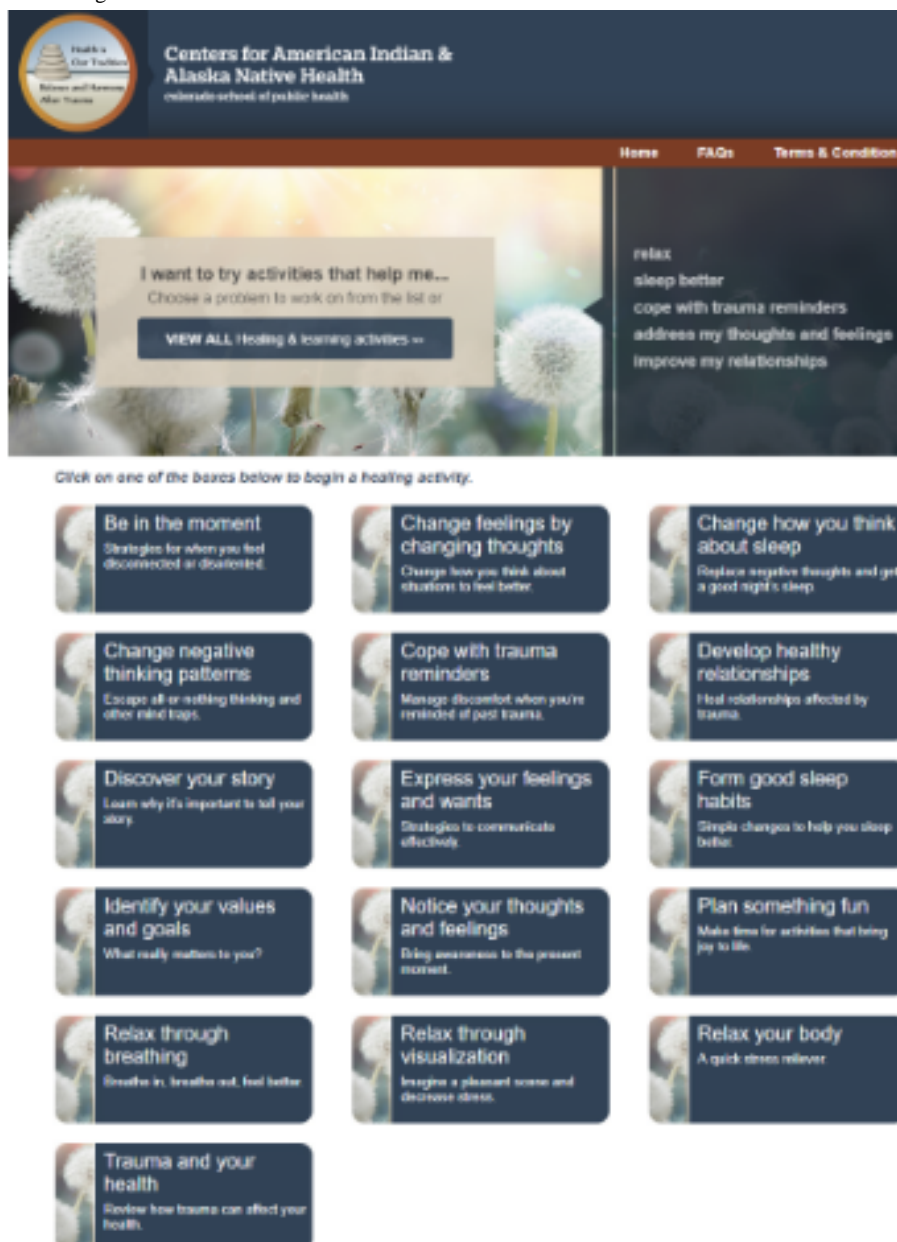 Health is
Our Tradition
Balance and Harmony
After Trauma
Centers for American Indian &
Alaska Native Health
colorado school of public health
Home FAQs Terms & Condition
I want to try activities that help me...
Choose a problem to work on from the list or
VIEW ALL Healing & learning activities
relax
sleep better
cope with trauma reminders
address my thoughts and feelings
improve my relationships
Click on one of the boxes below to begin a healing activity.
Be in the moment
Strategies for when you feel
disconnected or disoriented.
Change feelings by
changing thoughts
Change how you think about
situations to feel better.
Change how you think
about sleep
Replace negative thoughts and get
a good night's sleep.
Change negative
thinking patterns
Escape all-or-nothing thinking and
other mind traps.
Cope with trauma
reminders
Manage discomfort when you're
reminded of past trauma.
Develop healthy
relationships
Heal relationships affected by
trauma.
Discover your story
Learn why it's important to tell your
story.
Express your feelings
and wants
Strategies to communicate
effectively.
Form good sleep
habits
Simple changes to help you sleep
better.
Identify your values
and goals
What really matters to you?
Notice your thoughts
and feelings
Bring awareness to the present
moment.
Plan something fun
Make time for activities that bring
joy to life.
Relax through
breathing
Breathe in, breathe out, feel better.
Relax through
visualization
Imagine a pleasant scene and
decrease stress.
Relax your body
A quick stress reliever.
Trauma and your
health
Review how trauma can affect your
health.